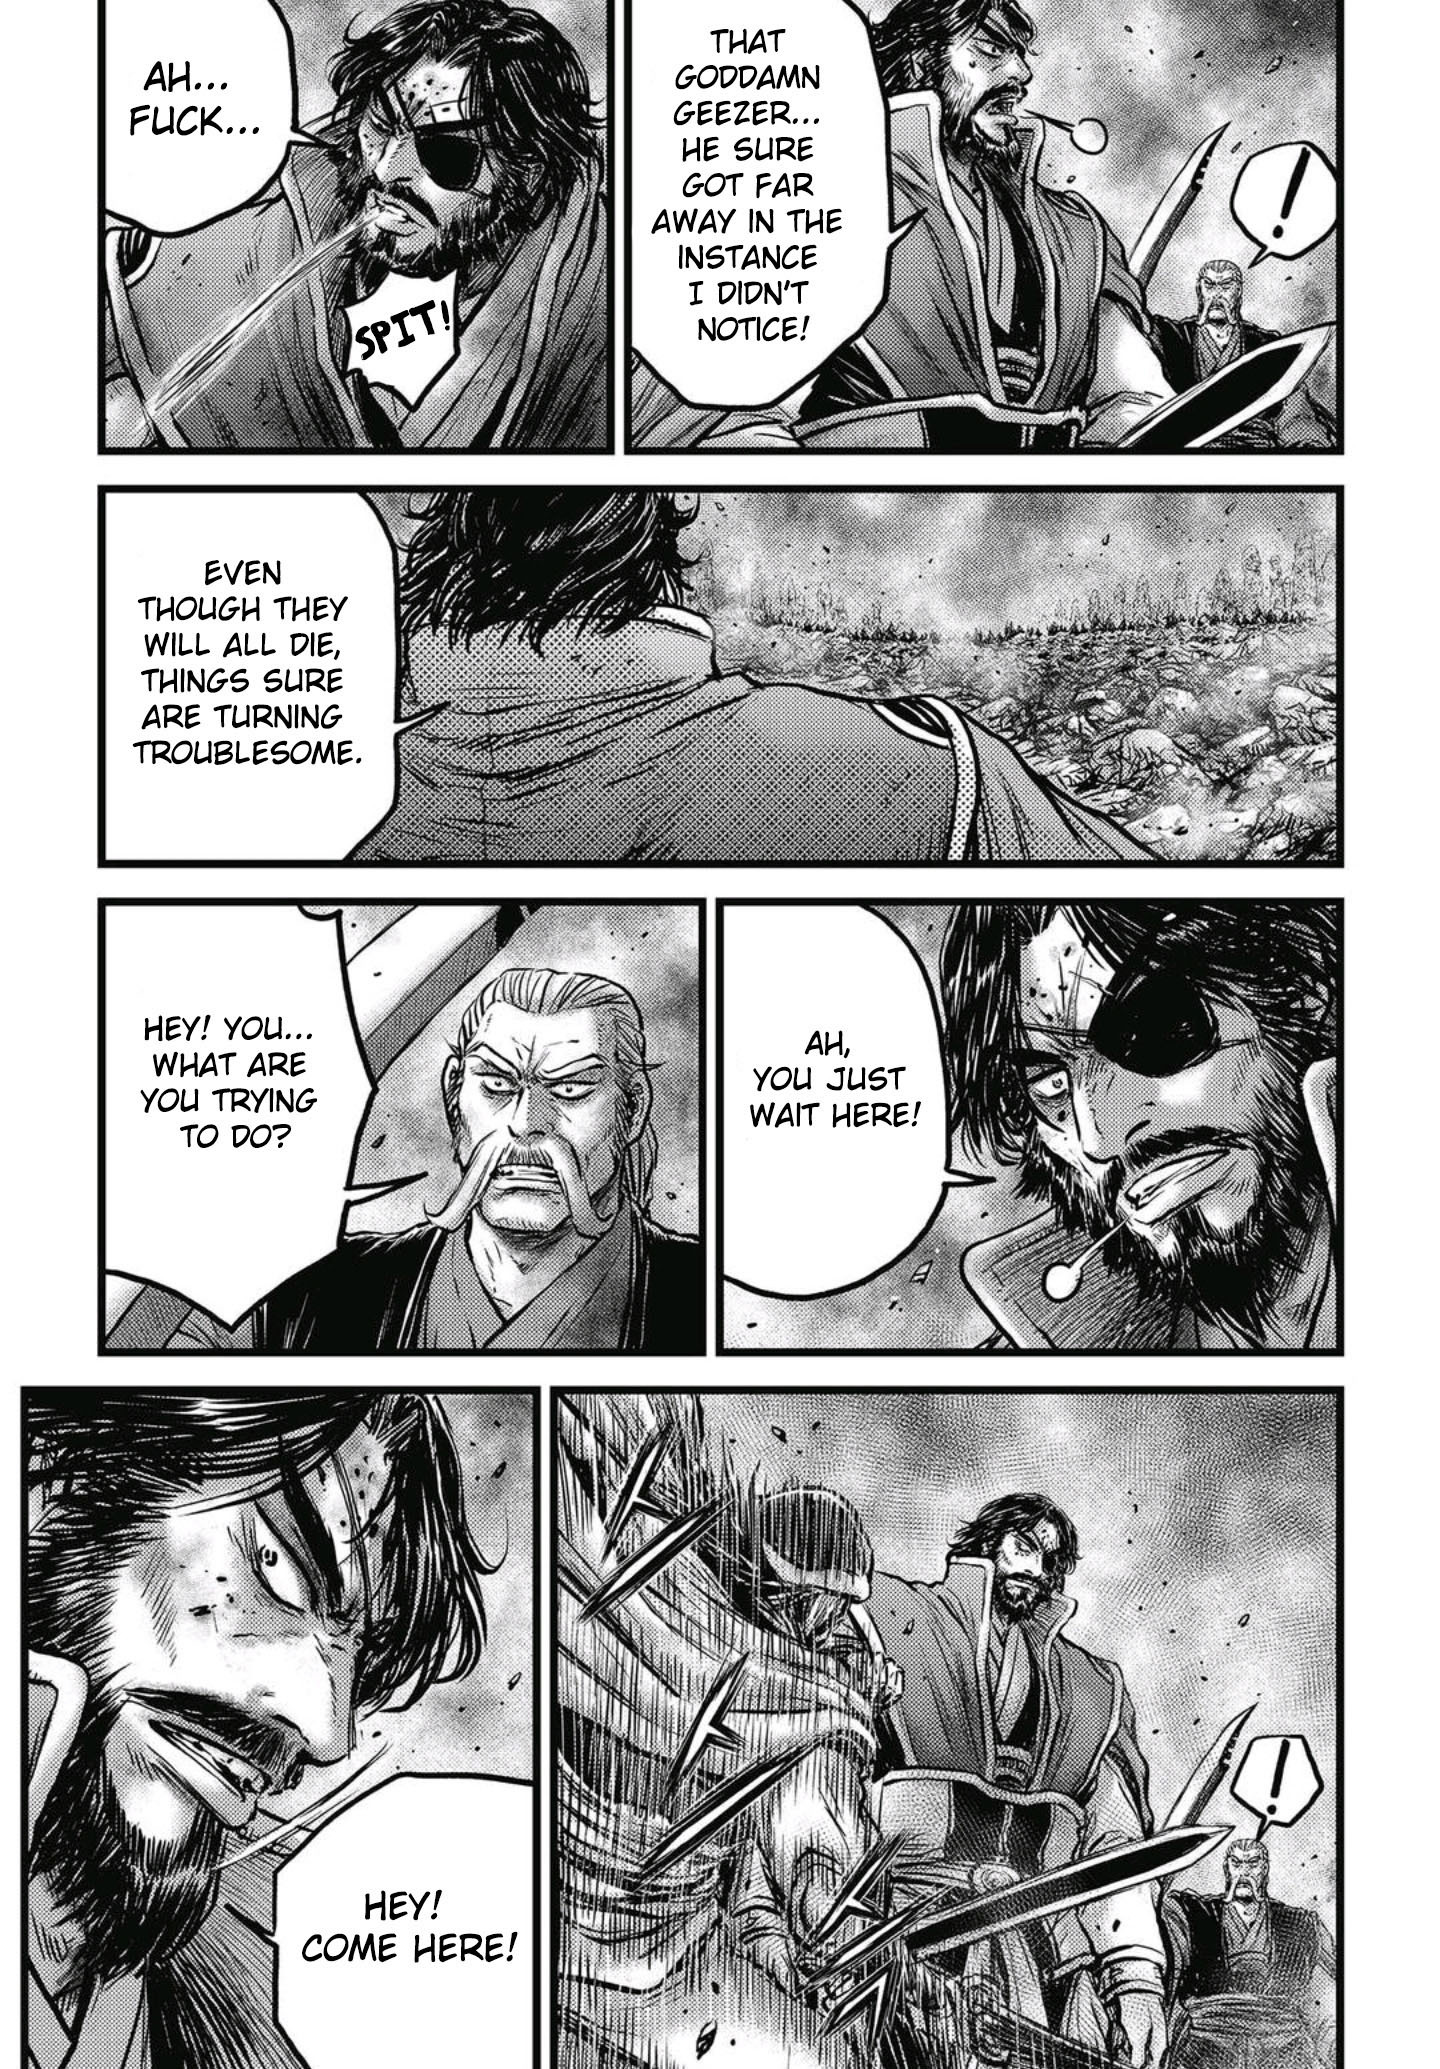 THAT
GODDAMN
GEEZER...
HE SURE
GOT FAR
AWAY IN THE
INSTANCE
I DIDN'T
NOTICE!
!
AH...
FUCK...
SPIT!
EVEN
THOUGH THEY
WILL ALL DIE,
THINGS SURE
ARE TURNING
TROUBLESOME.
AH,
YOU JUST
WAIT HERE!
HEY! YOU...
WHAT ARE
YOU TRYING
TO DO?
!
HEY!
COME HERE!